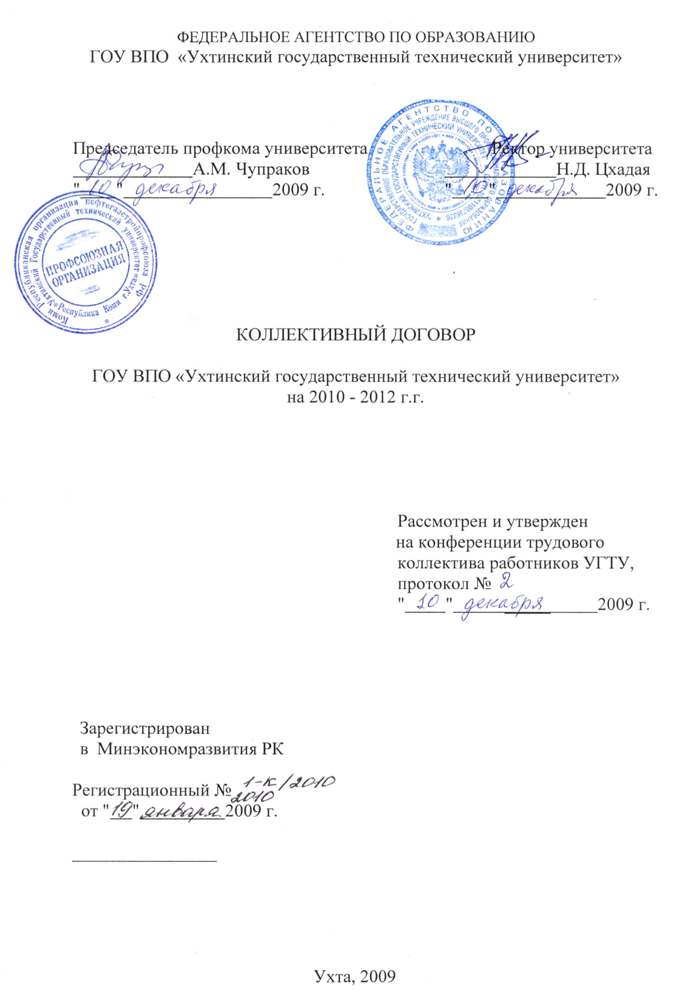 ФЕДЕРАЛЬНОЕ АГЕНТСТВО ПО ОБРАЗОВАНИЮ
ГОУ ВПО «Ухтинский государственный технический университет»
Председатель профкома университета
____________А.М. Чупраков
"10" декабря 2009 г.
Ректор университета
____________Н.Д. Цхадая
"10" декабря 2009 г.
ФЕДЕРАЛЬНОЕ АГЕНТСТВО ПО ОБРАЗОВАНИЮ
ГОСУДАРСТВЕННОЕ ОБРАЗОВАТЕЛЬНОЕ УЧРЕЖДЕНИЕ ВЫСШЕГО ПРОФЕССИОНАЛЬНОГО ОБРАЗОВАНИЯ
УХТИНСКИЙ ГОСУДАРСТВЕННЫЙ ТЕХНИЧЕСКИЙ УНИВЕРСИТЕТ
Коми Республиканская организация нефтегазстройпрофсоюза РФ
Ухтинский Государственный технический университет
Республика Коми г.Ухта
ПРОФСОЮЗНАЯ
ОРГАНИЗАЦИЯ
КОЛЛЕКТИВНЫЙ ДОГОВОР
ГОУ ВПО «Ухтинский государственный технический университет»
на 2010 - 2012 г.г.
Рассмотрен и утвержден
на конференции трудового
коллектива работников УГТУ,
протокол № 2
"10" декабря 2009 г.
Зарегистрирован
в Минэкономразвития РК
Регистрационный № 1-к/2010
2010
от "19" января 2009 г.
Ухта, 2009